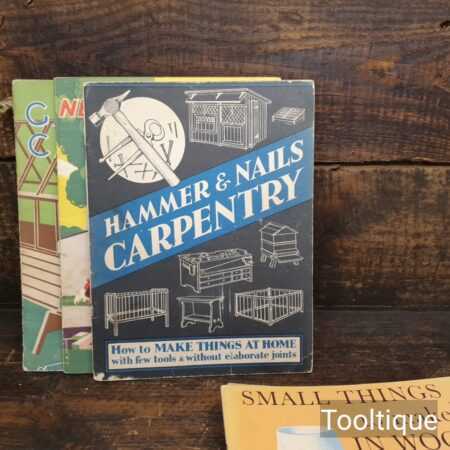 HAMMER & NAILS
CARPENTRY
How to MAKE THINGS AT HOME
with few tools & without elaborate joints
SMALL THINGS
IN WOO
Tooltique